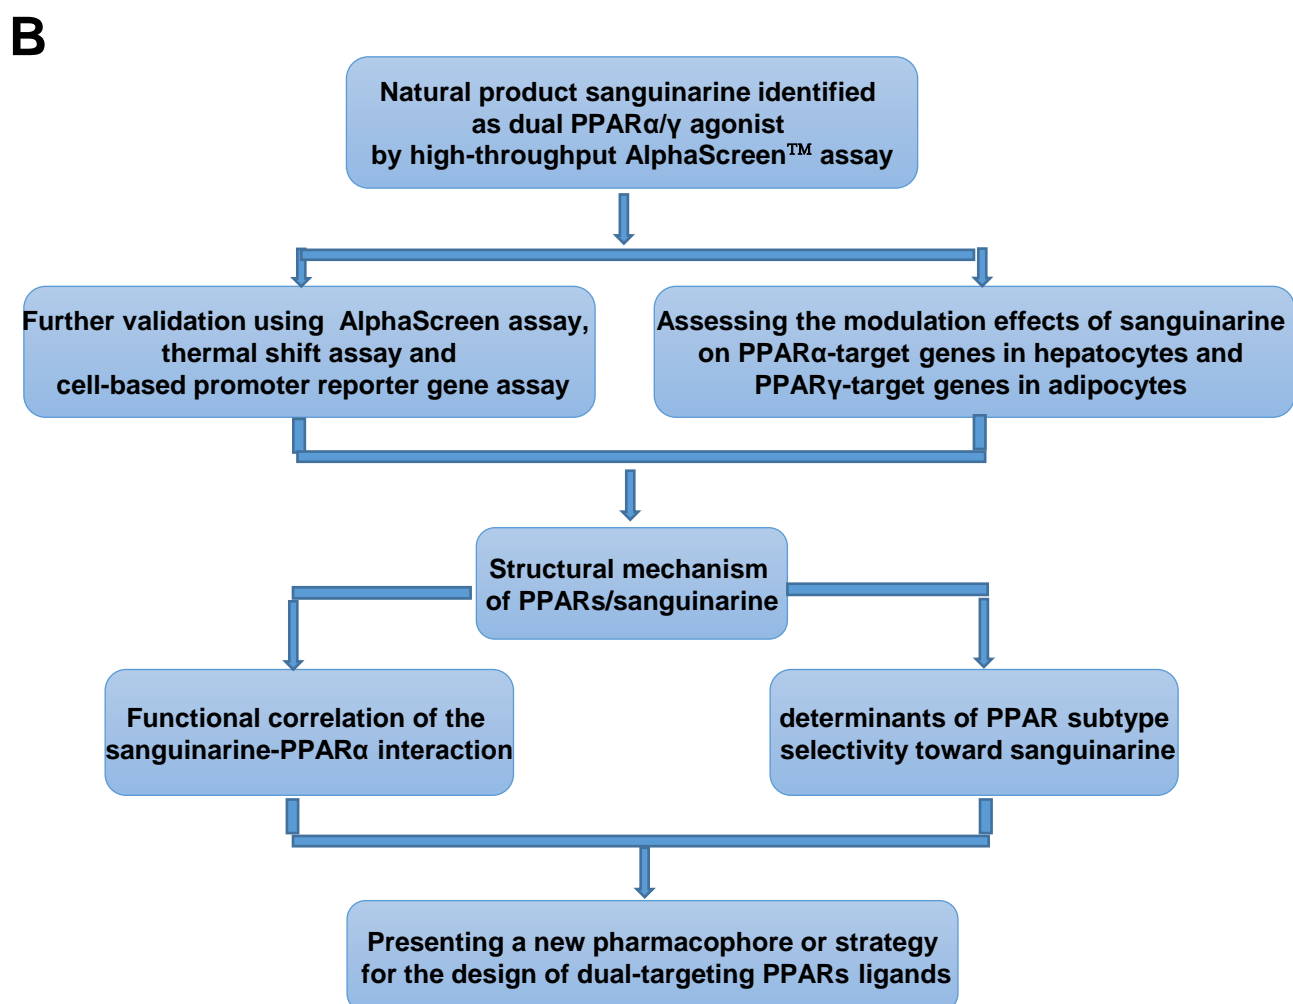 B
Natural product sanguinarine identified
as dual PPARα/γ agonist
by high-throughput AlphaScreen™ assay
Further validation using AlphaScreen assay,
thermal shift assay and
cell-based promoter reporter gene assay
Assessing the modulation effects of sanguinarine
on PPARα-target genes in hepatocytes and
PPARγ-target genes in adipocytes
Structural mechanism
of PPARs/sanguinarine
Functional correlation of the
sanguinarine-PPARα interaction
determinants of PPAR subtype
selectivity toward sanguinarine
Presenting a new pharmacophore or strategy
for the design of dual-targeting PPARs ligands